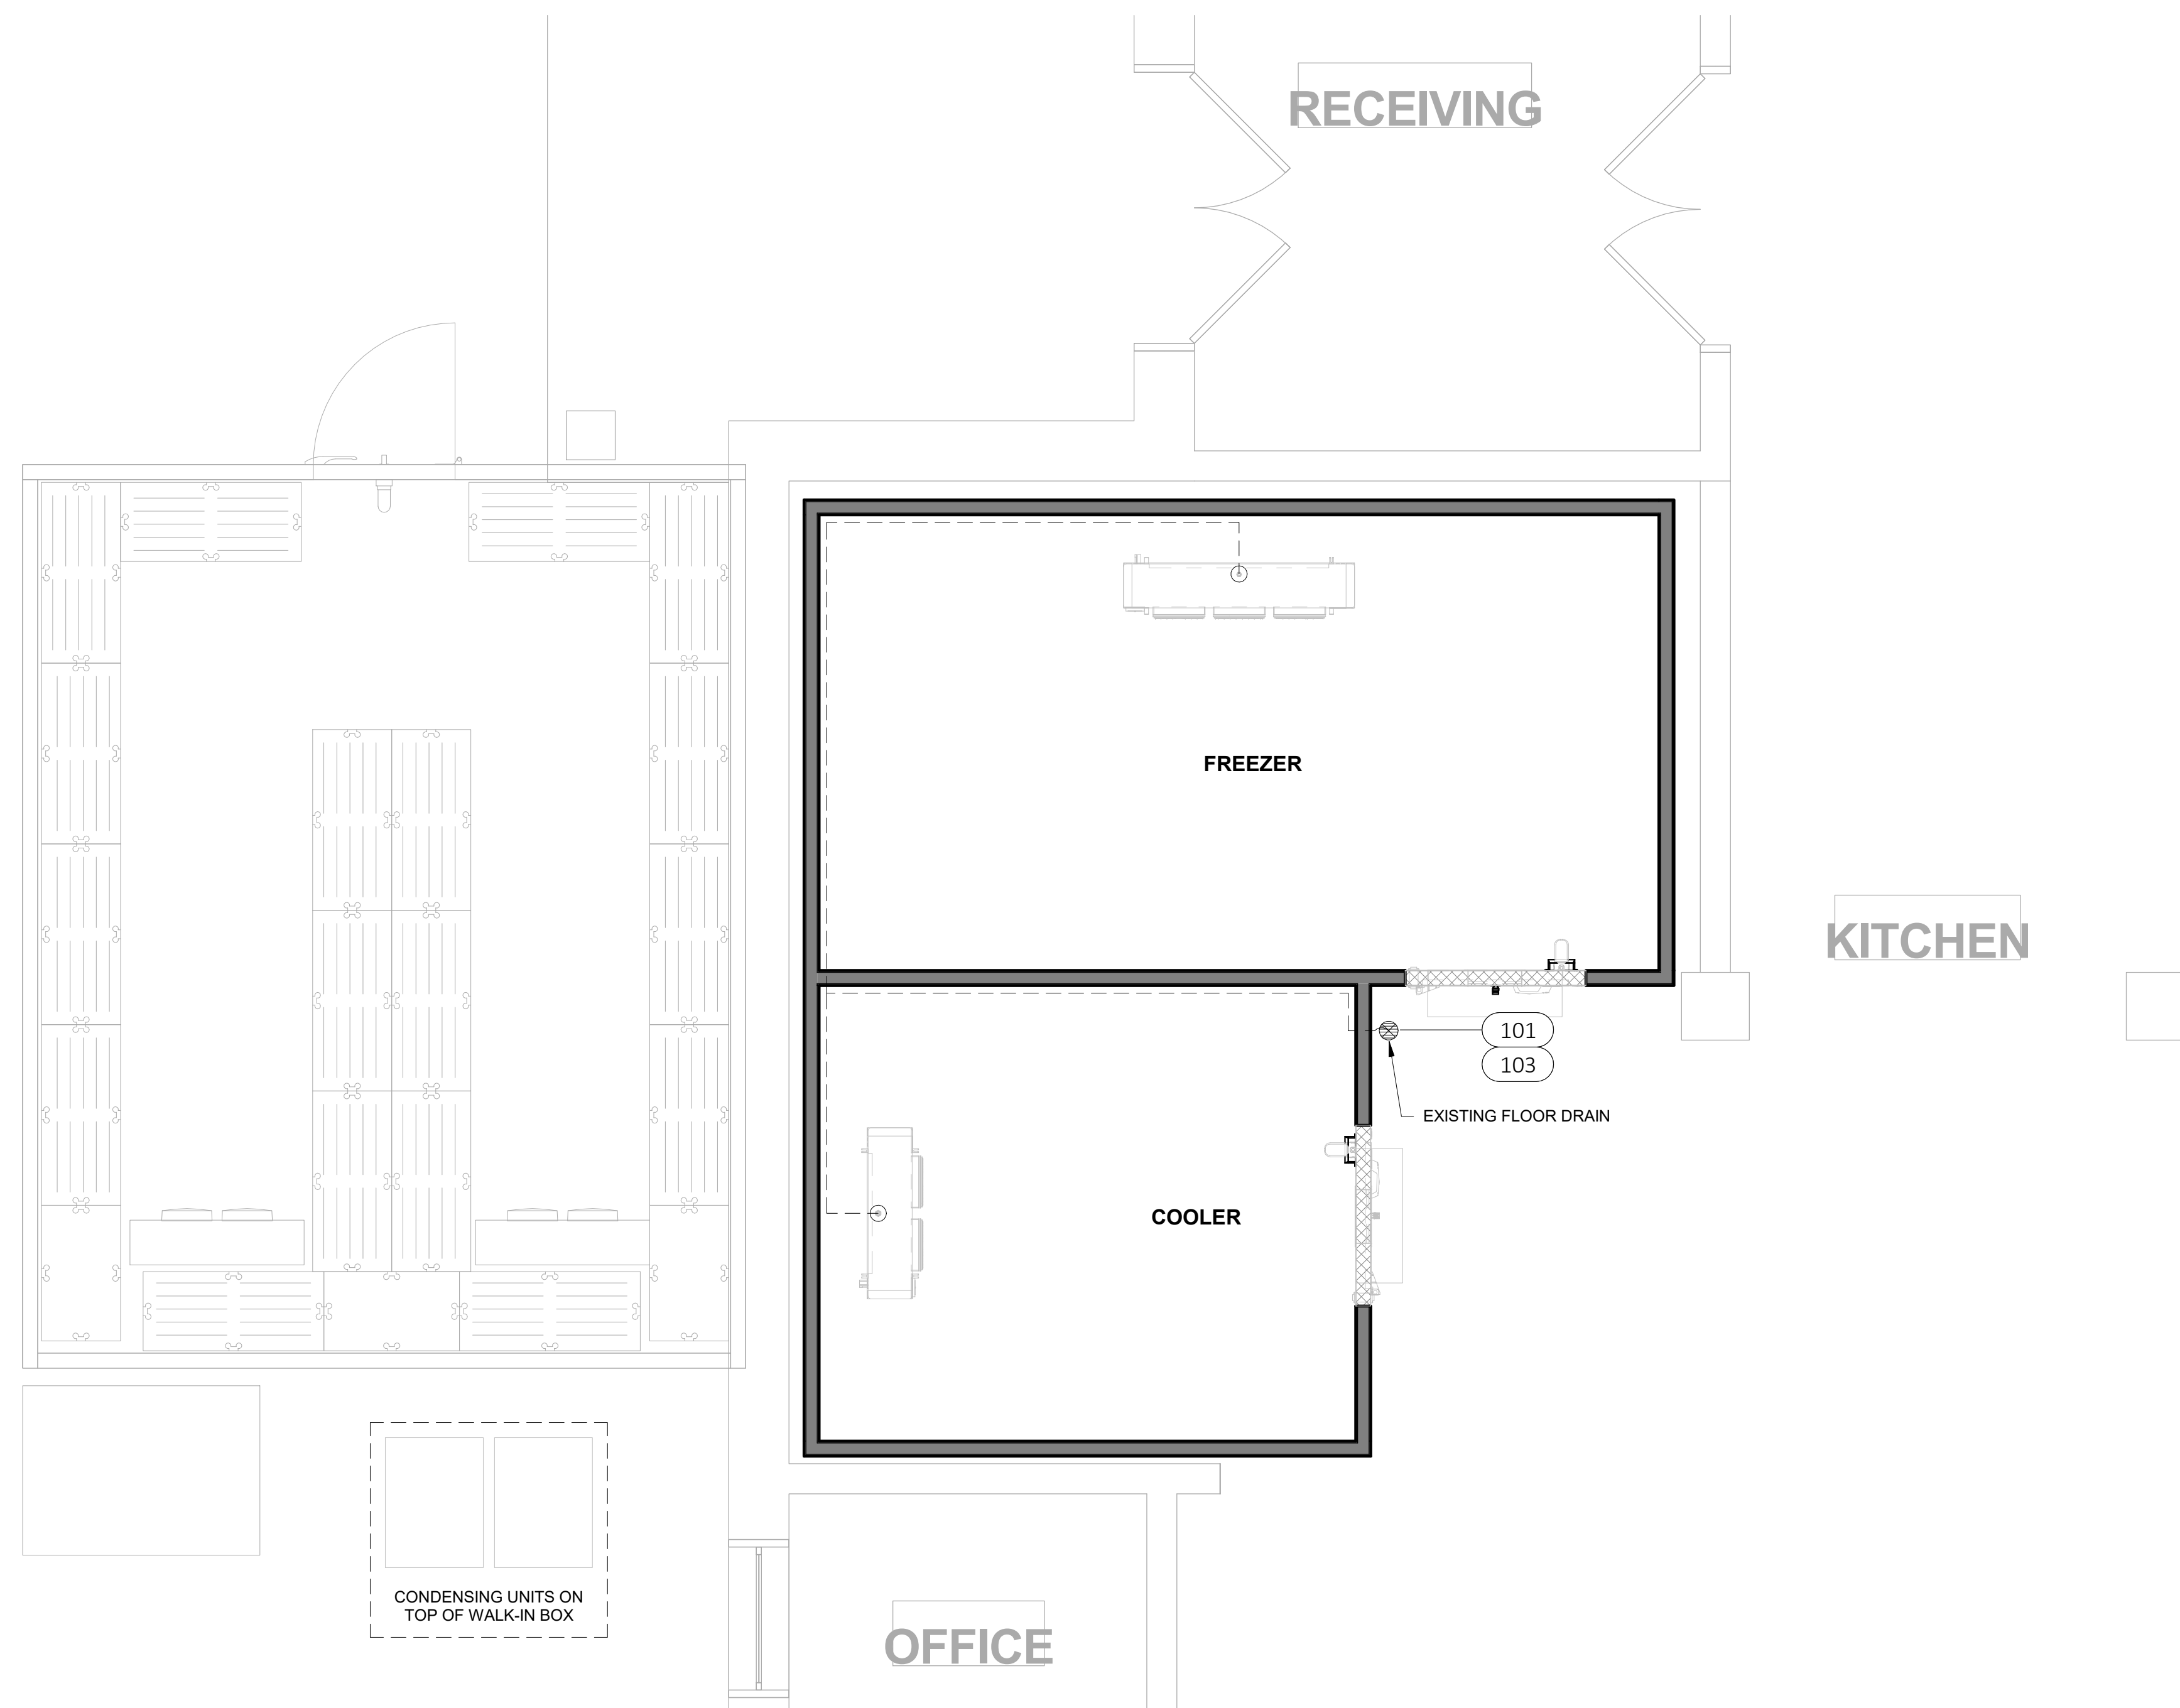 RECEIVING
FREEZER
KITCHEN
101
103
EXISTING FLOOR DRAIN
COOLER
CONDENSING UNITS ON
TOP OF WALK-IN BOX
OFFICE